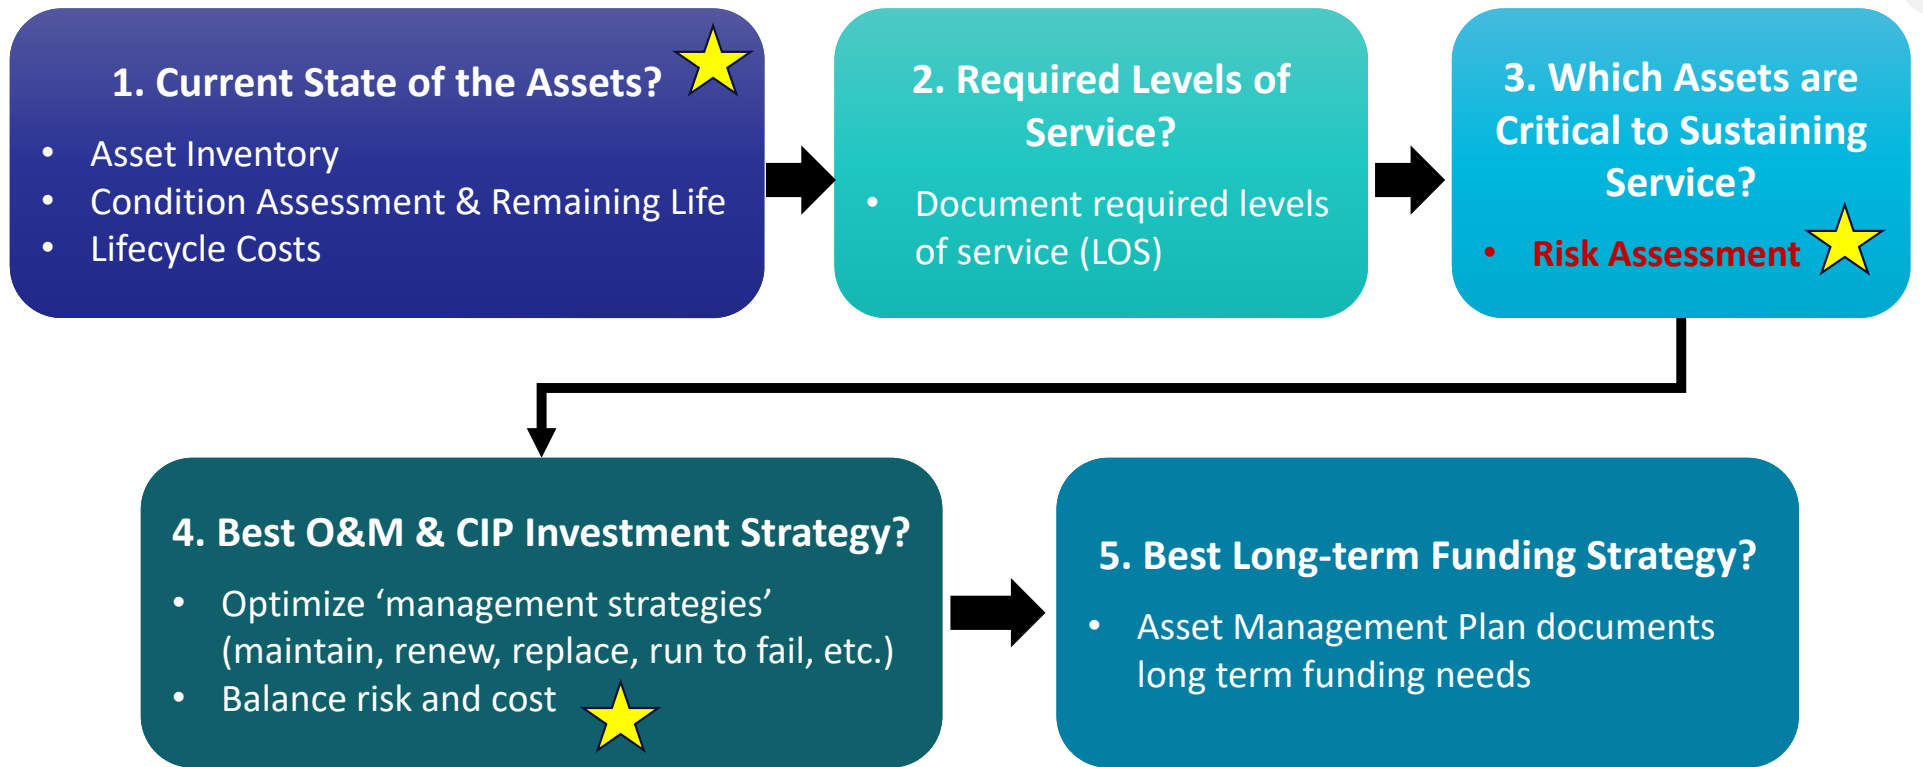 1. Current State of the Assets?
• Asset Inventory
• Condition Assessment & Remaining Life
• Lifecycle Costs
2. Required Levels of
Service?
• Document required levels
of service (LOS)
3. Which Assets are
Critical to Sustaining
Service?
• Risk Assessment
4. Best O&M & CIP Investment Strategy?
• Optimize ‘management strategies’
(maintain, renew, replace, run to fail, etc.)
• Balance risk and cost
5. Best Long-term Funding Strategy?
• Asset Management Plan documents
long term funding needs